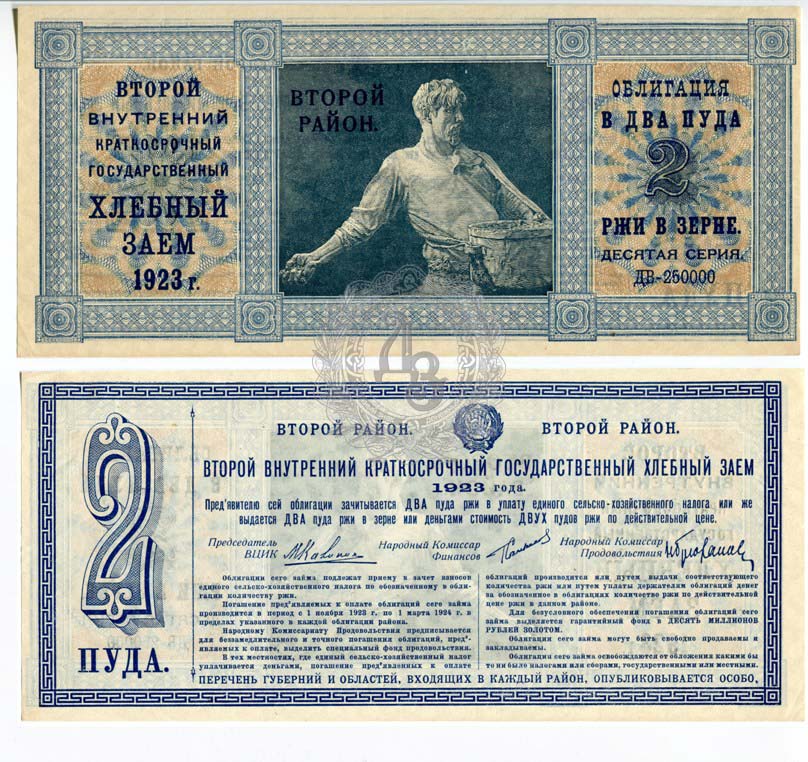 ВТОРОЙ
ВНУТРЕННИЙ
КРАТКОСРОЧНЫЙ
ГОСУДАРСТВЕННЫЙ
ХЛЕБНЫЙ
ЗАЕМ
1923 г.
ВТОРОЙ
РАЙОН.
ОБЛИГАЦИЯ
В ДВА ПУДА
2
РЖИ В ЗЕРНЕ.
ДЕСЯТАЯ СЕРИЯ.
ДВ-250000
ДЗ
2
ПУДА.
ВТОРОЙ РАЙОН. ВТОРОЙ РАЙОН.
ВТОРОЙ ВНУТРЕННИЙ КРАТКОСРОЧНЫЙ ГОСУДАРСТВЕННЫЙ ХЛЕБНЫЙ ЗАЕМ
1923 года.
Пред'явителю сей облигации зачитывается ДВА пуда ржи в уплату единого сельско-хозяйственного налога или же
выдается ДВА пуда ржи в зерне или деньгами стоимость ДВУХ пудов ржи по действительной цене.
Председатель ВЦИК
Народный Комиссар Финансов
Народный Комиссар Продовольствия
Облигации сего займа подлежат приему в зачет взносов
единого сельско-хозяйственного налога по обозначенному в обли-
гации количеству ржи.
Погашение пред'явленных к оплате облигаций сего займа
производится в период с 1 ноября 1923 г. по 1 марта 1924 г. в
пределах указанного в каждой облигации района.
Народному Комиссариату Продовольствия предписывается
для беззамедлительного и точного погашения облигаций, пред'я-
вляемых к оплате, выделить специальный фонд продовольствия.
В тех местностях, где единый сельско-хозяйственный налог
уплачивается деньгами, погашение пред'явленных к оплате
облигаций производится или путем выдачи соответствующего
количества ржи или путем уплаты держателям облигаций денег
за обозначенное в облигациях количество ржи по действительной
цене ржи в данном районе.
Для безусловного обеспечения погашения облигаций сего
займа выделяется гарантийный фонд в ДЕСЯТЬ МИЛЛИОНОВ
РУБЛЕЙ ЗОЛОТОМ.
Облигации сего займа могут быть свободно продаваемы и
закладываемы.
Облигации сего займа освобождаются от обложения какими бы
то ни было налогами или сборами, государственными или местными.
ПЕРЕЧЕНЬ ГУБЕРНИЙ И ОБЛАСТЕЙ, ВХОДЯЩИХ В КАЖДЫЙ РАЙОН, ОПУБЛИКОВЫВАЕТСЯ ОСОБО,